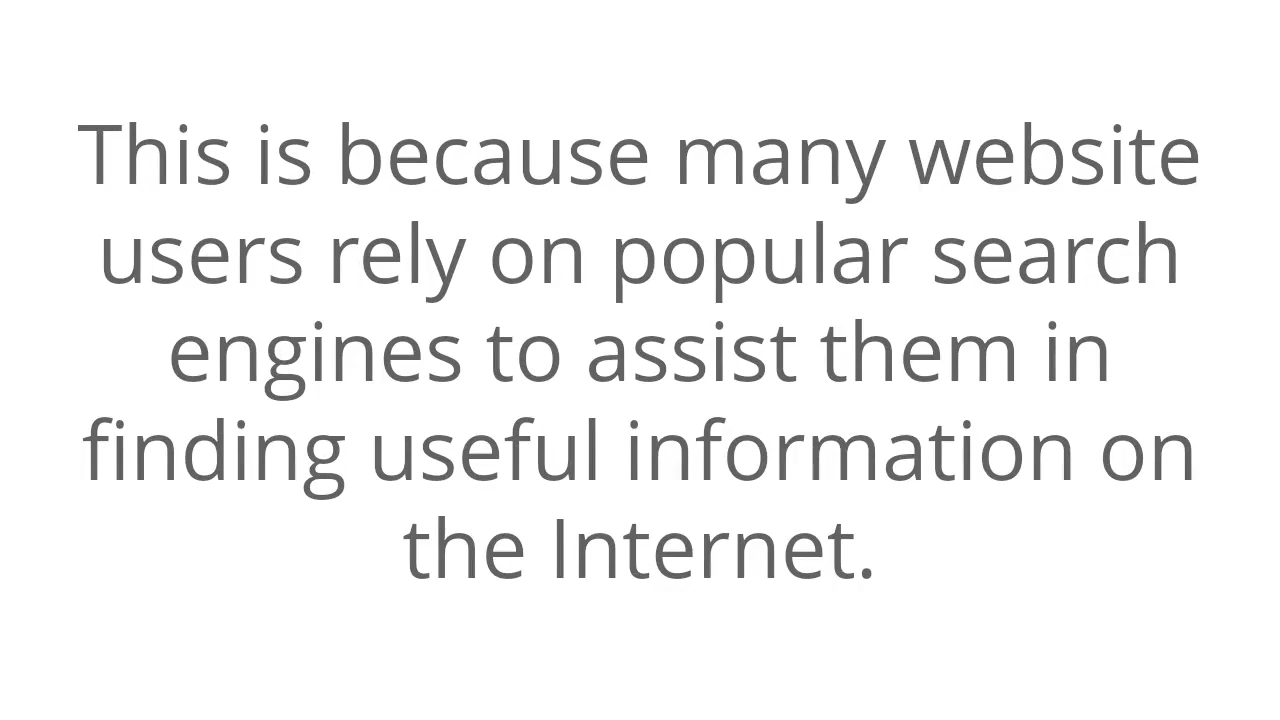 This is because many website
users rely on popular search
engines to assist them in
finding useful information on
the Internet.